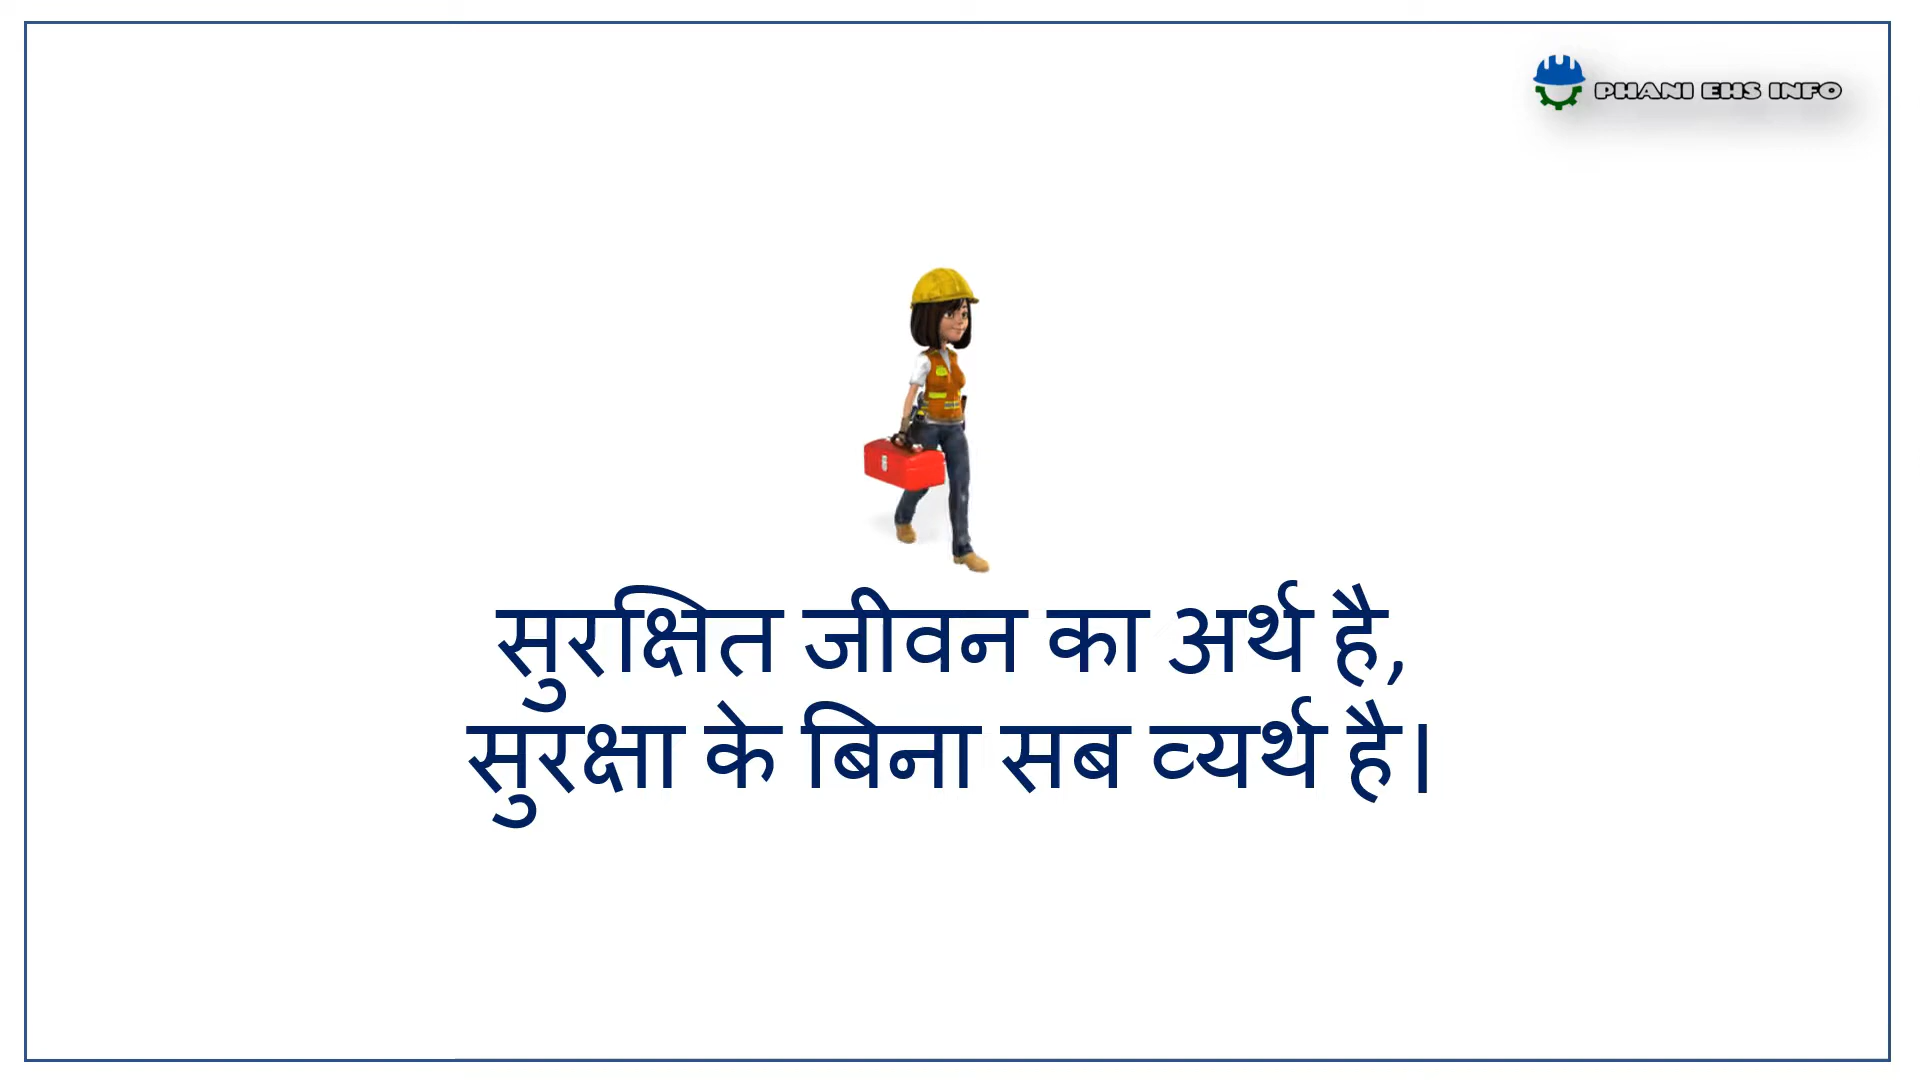 PHANI EHS INFO
सुरक्षित जीवन का अर्थ है,
सुरक्षा के बिना सब व्यर्थ है।